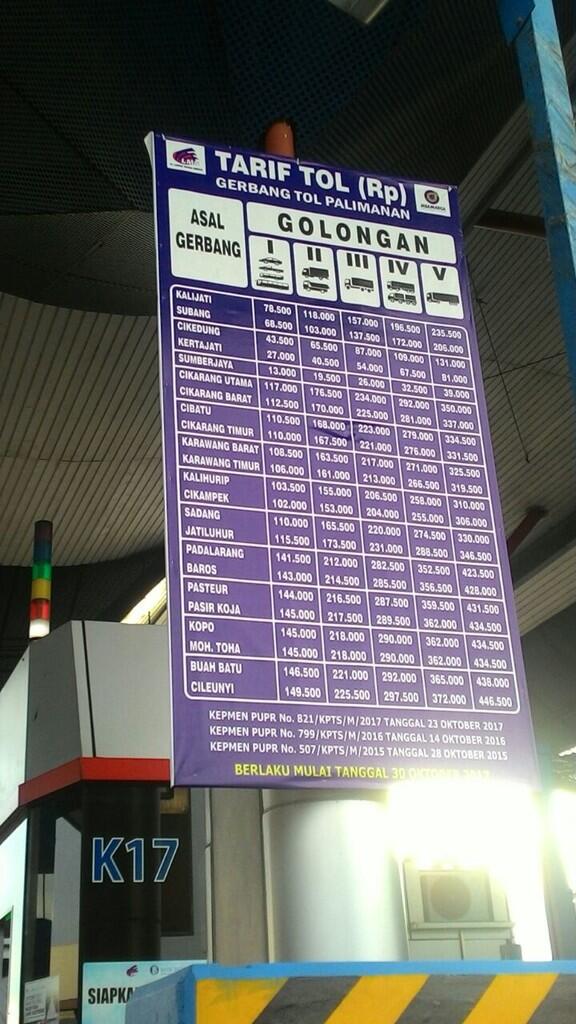 TARIF TOL (Rp)
GERBANG TOL PALIMANAN
JASAMARGA
ASAL GERBANG
GOLONGAN
I II III IV V
KALIJATI 78.500 118.000 157.000 196.500 235.500
SUBANG 68.500 103.000 137.500 172.000 206.000
CIKEDUNG 43.500 65.500 87.000 109.000 131.000
KERTAJATI 27.000 40.500 54.000 67.500 81.000
SUMBERJAYA 13.000 19.500 26.000 32.500 39.000
CIKARANG UTAMA 117.000 176.500 234.000 292.000 350.000
CIKARANG BARAT 112.500 170.000 225.000 281.000 337.000
CIBATU 110.500 168.000 223.000 279.000 334.500
CIKARANG TIMUR 110.000 167.500 221.000 276.000 331.500
KARAWANG BARAT 108.500 163.500 217.000 271.000 325.500
KARAWANG TIMUR 106.000 161.000 213.000 266.500 319.500
KALIHURIP 103.500 155.000 206.500 258.000 310.000
CIKAMPEK 102.000 153.000 204.000 255.000 306.000
SADANG 110.000 165.500 220.000 274.500 330.000
JATILUHUR 115.500 173.500 231.000 288.500 346.500
PADALARANG 141.500 212.000 282.500 352.500 423.500
BAROS 143.000 214.500 285.500 356.500 428.000
PASTEUR 144.000 216.500 287.500 359.500 431.500
PASIR KOJA 145.000 217.500 289.500 362.000 434.500
KOPO 145.000 218.000 290.000 362.000 434.500
MOH. TOHA 145.000 218.000 290.000 362.000 434.500
BUAH BATU 146.500 221.000 292.000 365.000 438.000
CILEUNYI 149.500 225.500 297.500 372.000 446.500
KEPMEN PUPR No. 821/KPTS/M/2017 TANGGAL 23 OKTOBER 2017
KEPMEN PUPR No. 799/KPTS/M/2016 TANGGAL 14 OKTOBER 2016
KEPMEN PUPR No. 507/KPTS/M/2015 TANGGAL 28 OKTOBER 2015
BERLAKU MULAI TANGGAL 30 OKTOBER 2017
K17
SIAPKA